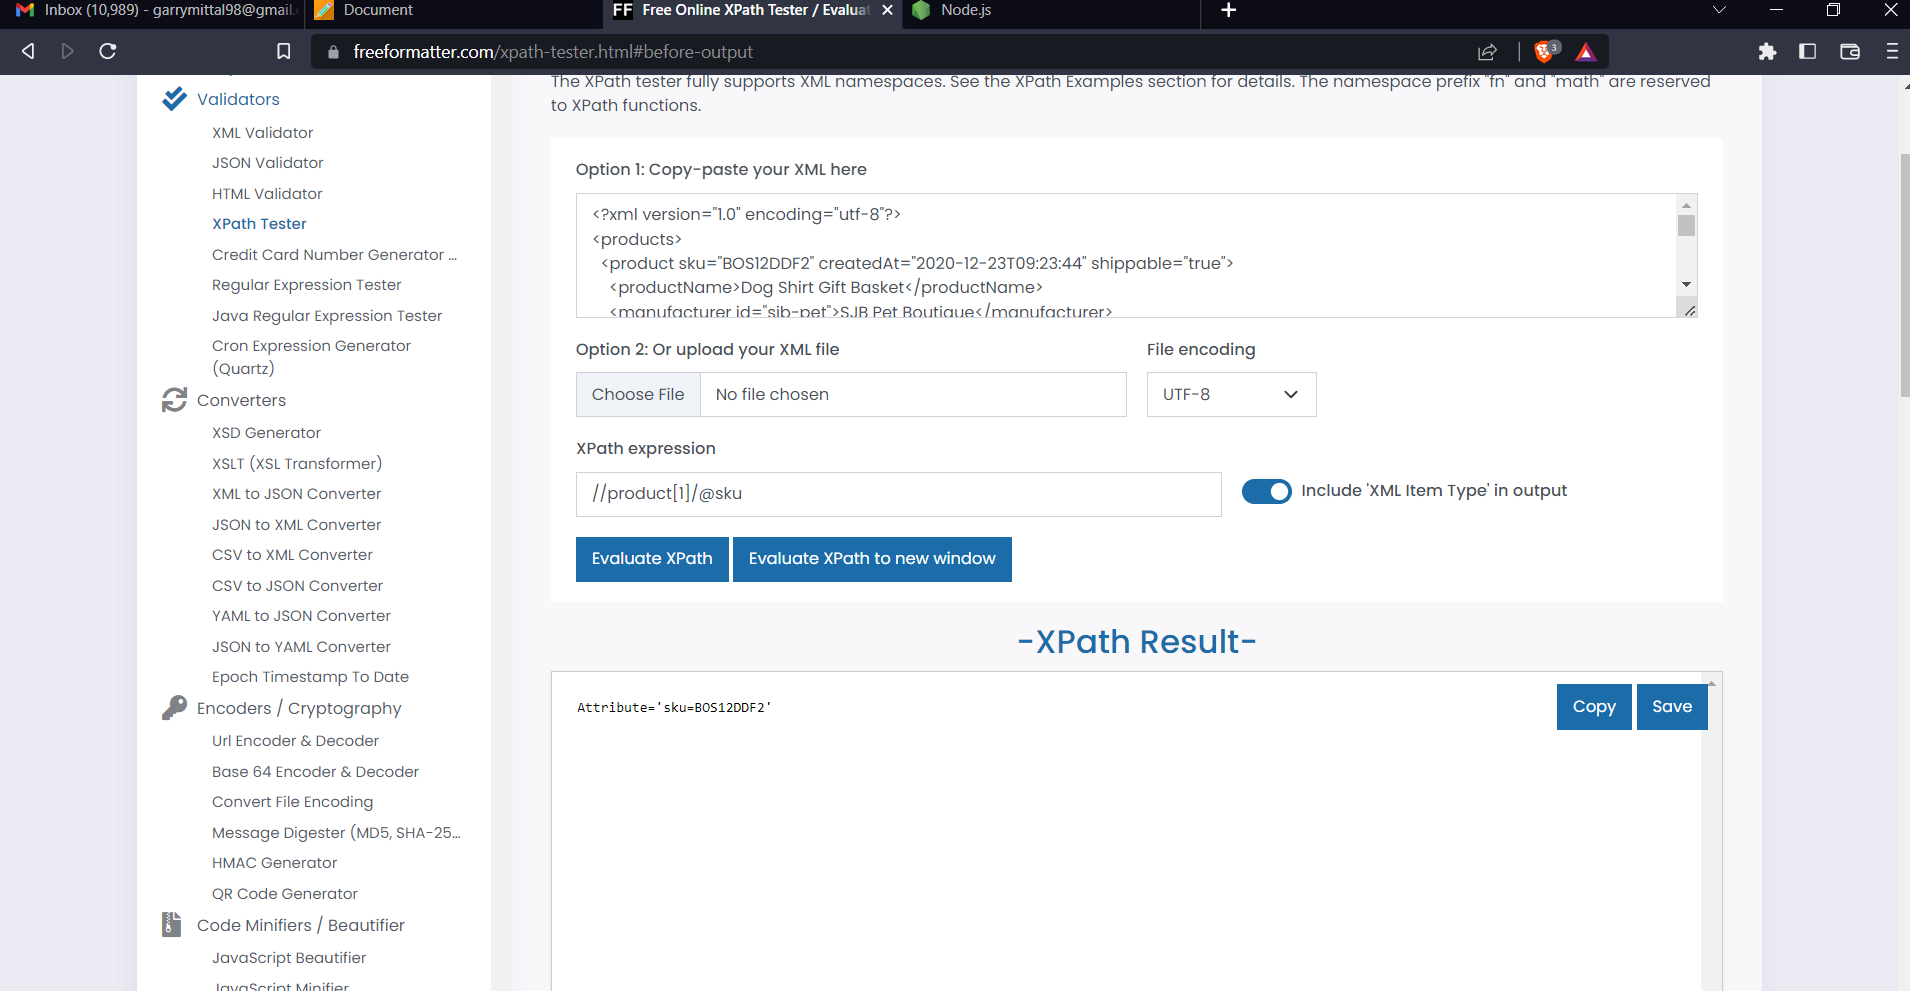 Inbox (10,989) - garrymittal98@gmail.
Document
FF Free Online XPath Tester / Evaluat
Node.js
freeformatter.com/xpath-tester.html#before-output
3
Validators
XML Validator
JSON Validator
HTML Validator
XPath Tester
Credit Card Number Generator ...
Regular Expression Tester
Java Regular Expression Tester
Cron Expression Generator
(Quartz)
Converters
XSD Generator
XSLT (XSL Transformer)
XML to JSON Converter
JSON to XML Converter
CSV to XML Converter
CSV to JSON Converter
YAML to JSON Converter
JSON to YAML Converter
Epoch Timestamp To Date
Encoders / Cryptography
Url Encoder & Decoder
Base 64 Encoder & Decoder
Convert File Encoding
Message Digester (MD5, SHA-25...
HMAC Generator
QR Code Generator
Code Minifiers / Beautifier
JavaScript Beautifier
JavaScript Minifier
The XPath tester fully supports XML namespaces. See the XPath Examples section for details. The namespace prefix "fn" and "math" are reserved
to XPath functions.
Option 1: Copy-paste your XML here
<?xml version="1.0" encoding="utf-8"?>
<products>
<product sku="BOS12DDF2" createdAt="2020-12-23T09:23:44" shippable="true">
<productName>Dog Shirt Gift Basket</productName>
<manufacturer id="sjb-pet">SJB Pet Boutique</manufacturer>
Option 2: Or upload your XML file
File encoding
Choose File No file chosen
UTF-8
XPath expression
//product[1]/@sku
Include 'XML Item Type' in output
Evaluate XPath
Evaluate XPath to new window
-XPath Result-
Attribute='sku=BOS12DDF2'
Copy
Save